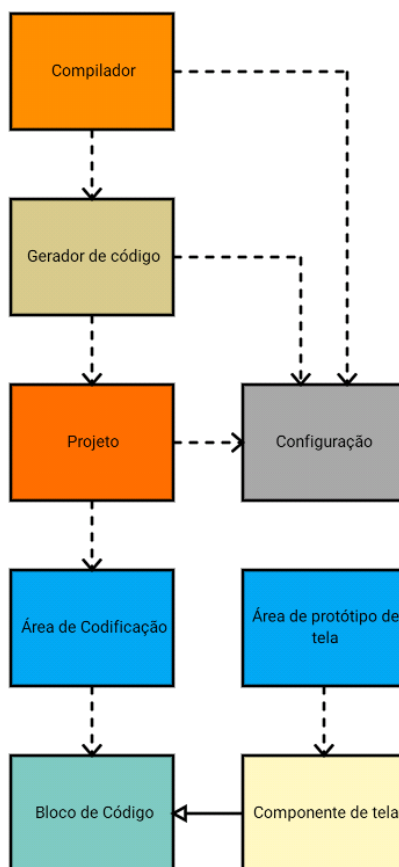 Compilador
Gerador de código
Projeto
Configuração
Área de Codificação
Área de protótipo de
tela
Bloco de Código
Componente de tela